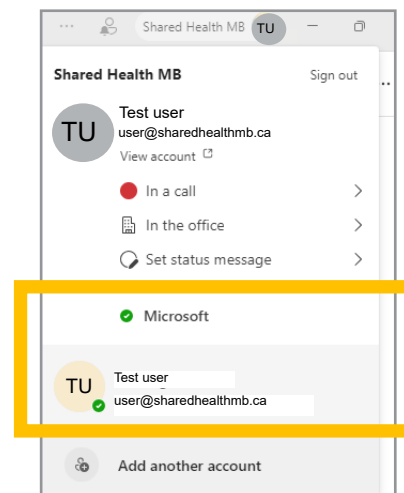 ... Shared Health MB TU
Shared Health MB Sign out
TU
Test user
user@sharedhealthmb.ca
View account
In a call
In the office
Set status message
Microsoft
TU
Test user
user@sharedhealthmb.ca
Add another account